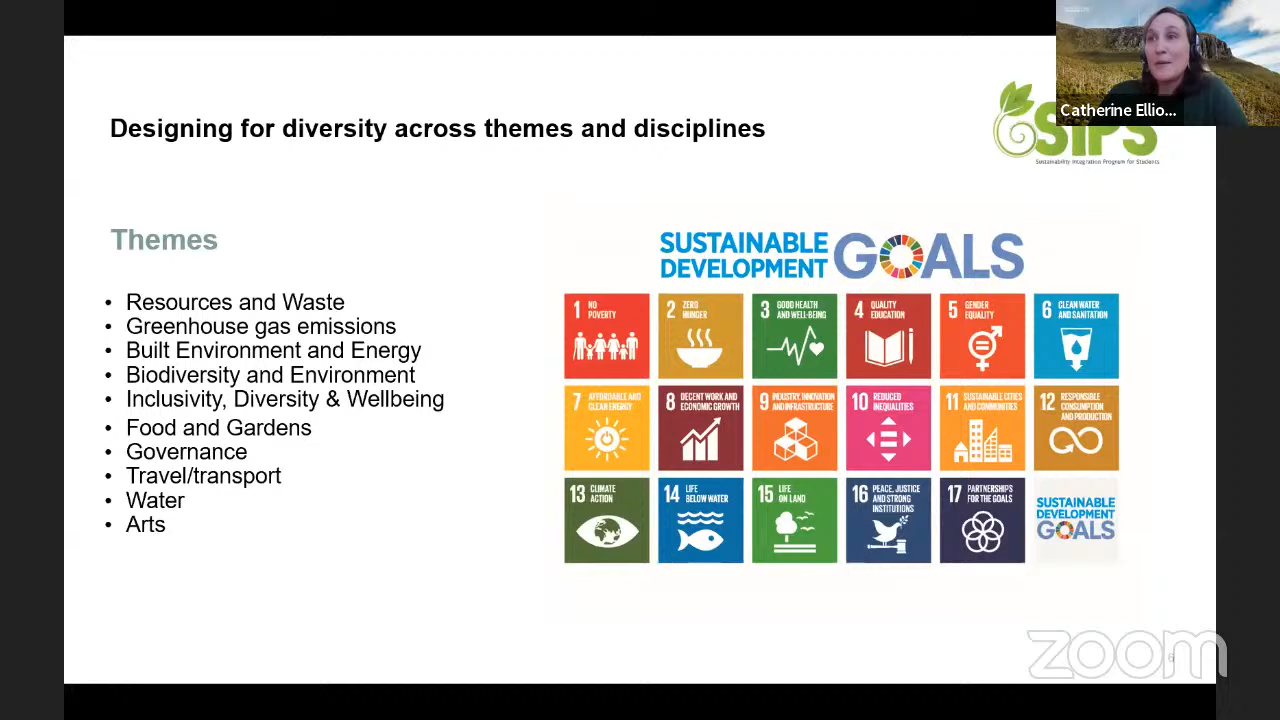 Catherine Ellio...
SIPS
Sustainability Integration Program for Students
Designing for diversity across themes and disciplines
Themes
• Resources and Waste
• Greenhouse gas emissions
• Built Environment and Energy
• Biodiversity and Environment
• Inclusivity, Diversity & Wellbeing
• Food and Gardens
• Governance
• Travel/transport
• Water
• Arts
SUSTAINABLE
DEVELOPMENT
GOALS
1 NO
POVERTY
2 ZERO
HUNGER
3 GOOD HEALTH
AND WELL-BEING
4 QUALITY
EDUCATION
5 GENDER
EQUALITY
6 CLEAN WATER
AND SANITATION
7 AFFORDABLE AND
CLEAN ENERGY
8 DECENT WORK AND
ECONOMIC GROWTH
9 INDUSTRY, INNOVATION
AND INFRASTRUCTURE
10 REDUCED
INEQUALITIES
11 SUSTAINABLE CITIES
AND COMMUNITIES
12 RESPONSIBLE
CONSUMPTION
AND PRODUCTION
13 CLIMATE
ACTION
14 LIFE
BELOW WATER
15 LIFE
ON LAND
16 PEACE, JUSTICE
AND STRONG
INSTITUTIONS
17 PARTNERSHIPS
FOR THE GOALS
SUSTAINABLE
DEVELOPMENT
GOALS
zoom
6